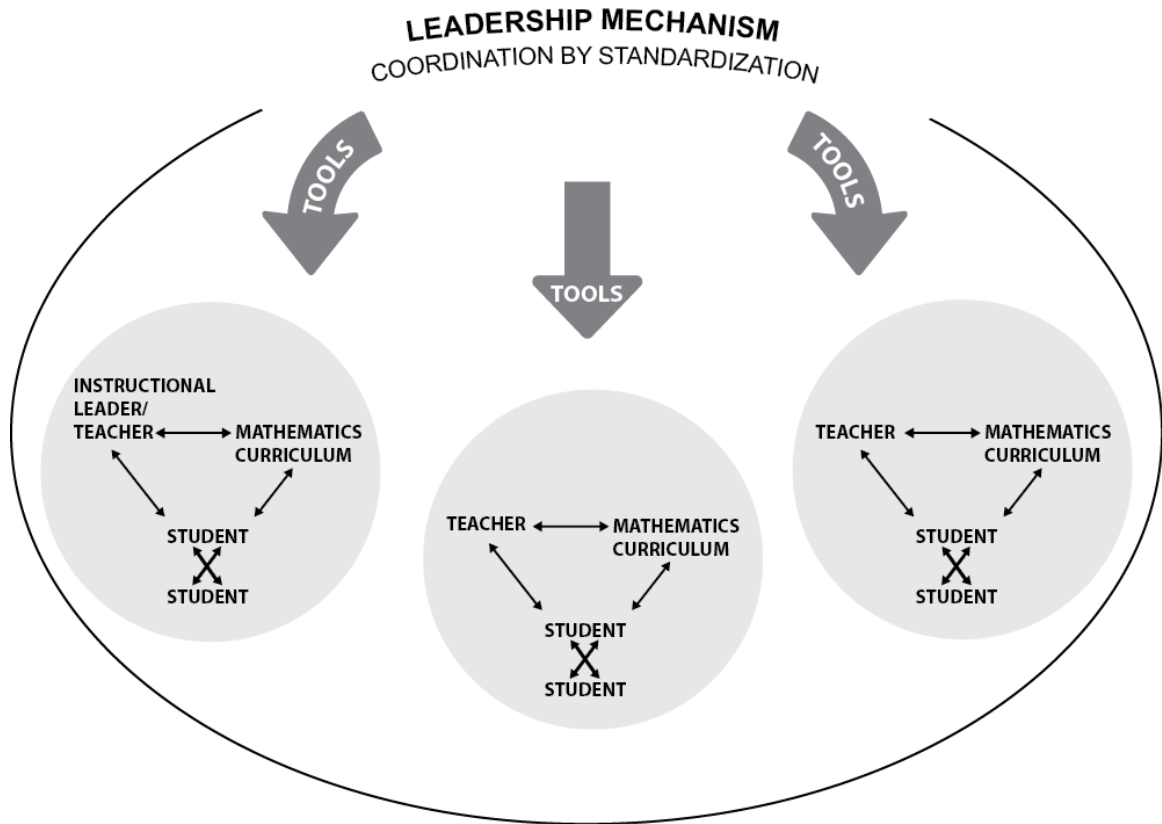 LEADERSHIP MECHANISM
COORDINATION BY STANDARDIZATION
TOOLS
TOOLS
TOOLS
INSTRUCTIONAL
LEADER/
TEACHER
MATHEMATICS
CURRICULUM
STUDENT
STUDENT
TEACHER
MATHEMATICS
CURRICULUM
STUDENT
STUDENT
TEACHER
MATHEMATICS
CURRICULUM
STUDENT
STUDENT